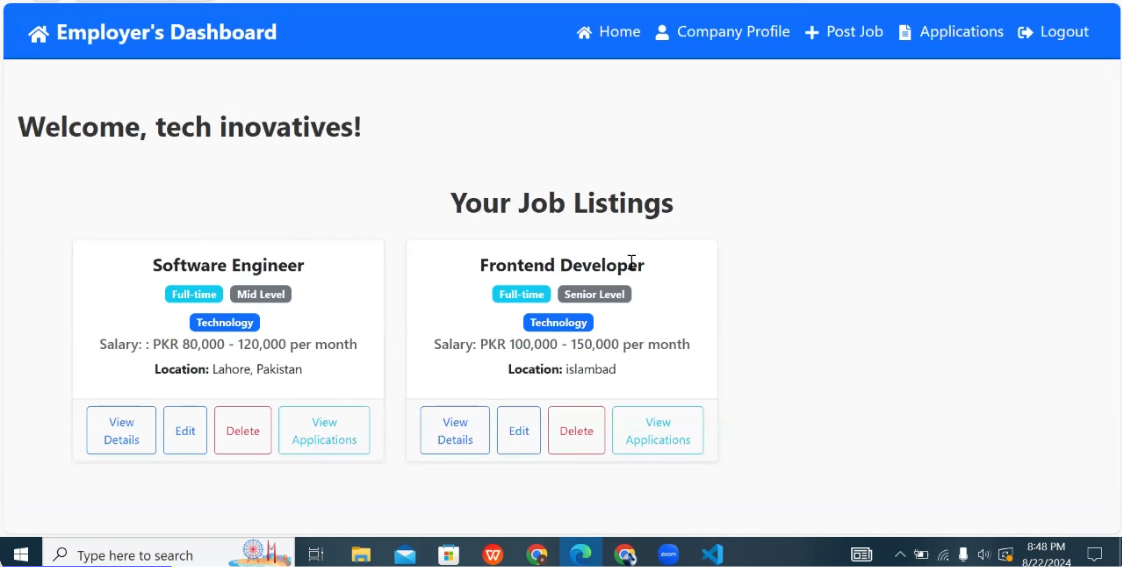 Employer's Dashboard
Home Company Profile Post Job Applications Logout
Welcome, tech inovatives!
Your Job Listings
Software Engineer
Full-time Mid Level
Technology
Salary: : PKR 80,000 - 120,000 per month
Location: Lahore, Pakistan
View Details
Edit
Delete
View Applications
Frontend Developer
Full-time Senior Level
Technology
Salary: PKR 100,000 - 150,000 per month
Location: islambad
View Details
Edit
Delete
View Applications
Type here to search
W
zoom
8:48 PM
8/22/2024